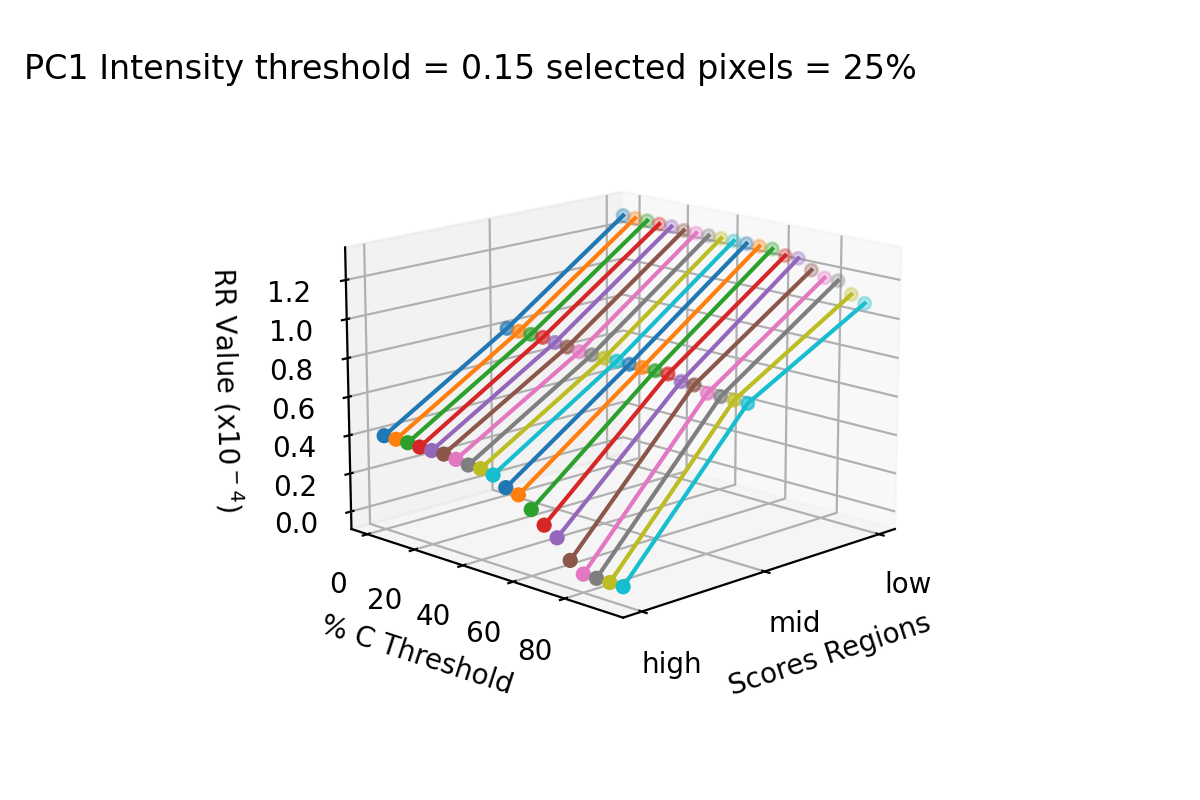 PC1 Intensity threshold = 0.15 selected pixels = 25%
RR Value (x10⁻⁴)
1.2
1.0
0.8
0.6
0.4
0.2
0.0
0
20
40
60
80
% C Threshold
high
mid
low
Scores Regions